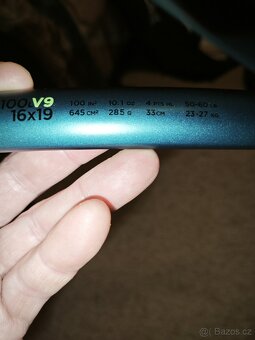 100.V9 100 IN² 10.1 OZ 4 PTS HL 50-60 LB
16x19 645 CM² 285 G 33CM 23-27 KG
Bazos.cz